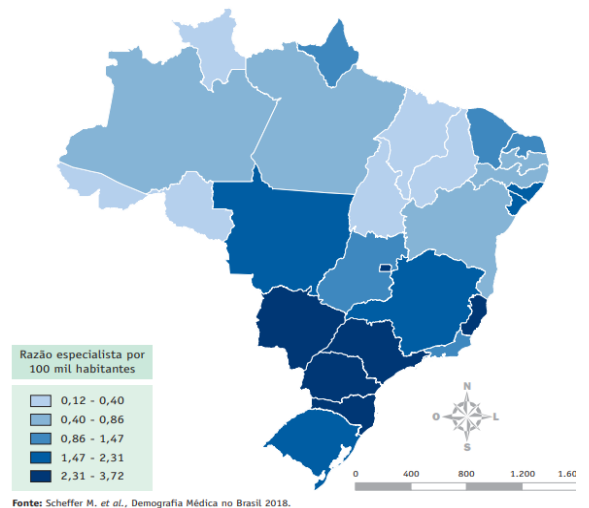 Razão especialista por
100 mil habitantes
0,12 - 0,40
0,40 - 0,86
0,86 - 1,47
1,47 - 2,31
2,31 - 3,72
N
O
L
S
0 400 800 1.200 1.60
Fonte: Scheffer M. et al., Demografia Médica no Brasil 2018.